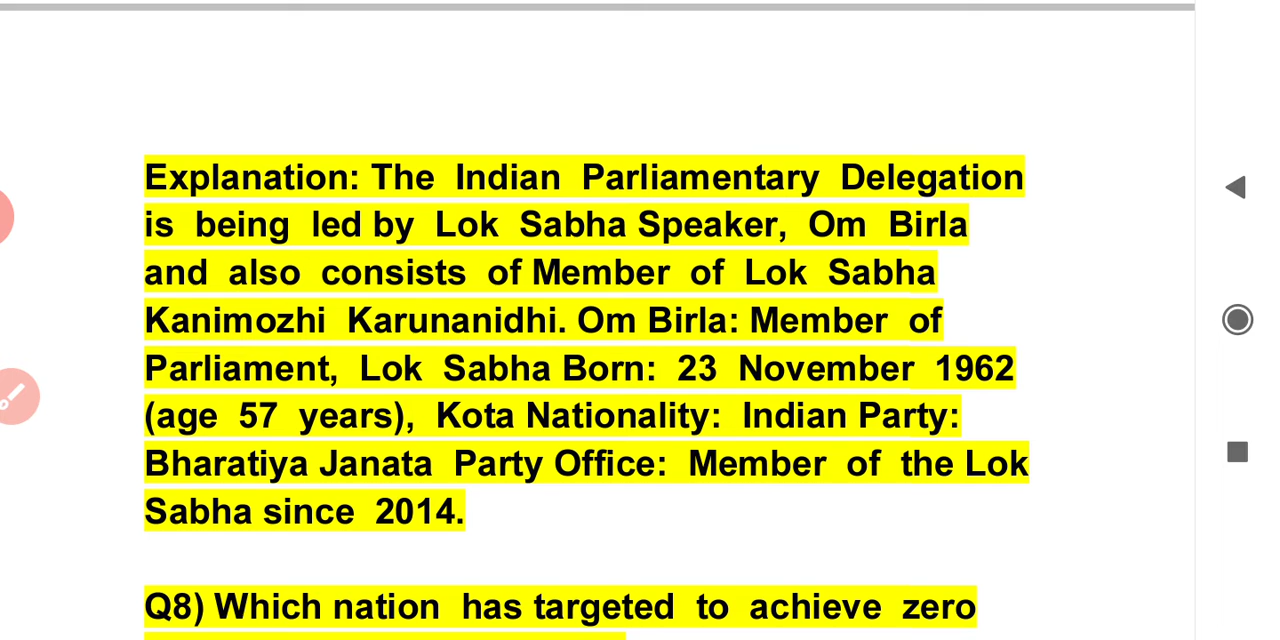 Explanation: The Indian Parliamentary Delegation
is being led by Lok Sabha Speaker, Om Birla
and also consists of Member of Lok Sabha
Kanimozhi Karunanidhi. Om Birla: Member of
Parliament, Lok Sabha Born: 23 November 1962
(age 57 years), Kota Nationality: Indian Party:
Bharatiya Janata Party Office: Member of the Lok
Sabha since 2014.
Q8) Which nation has targeted to achieve zero